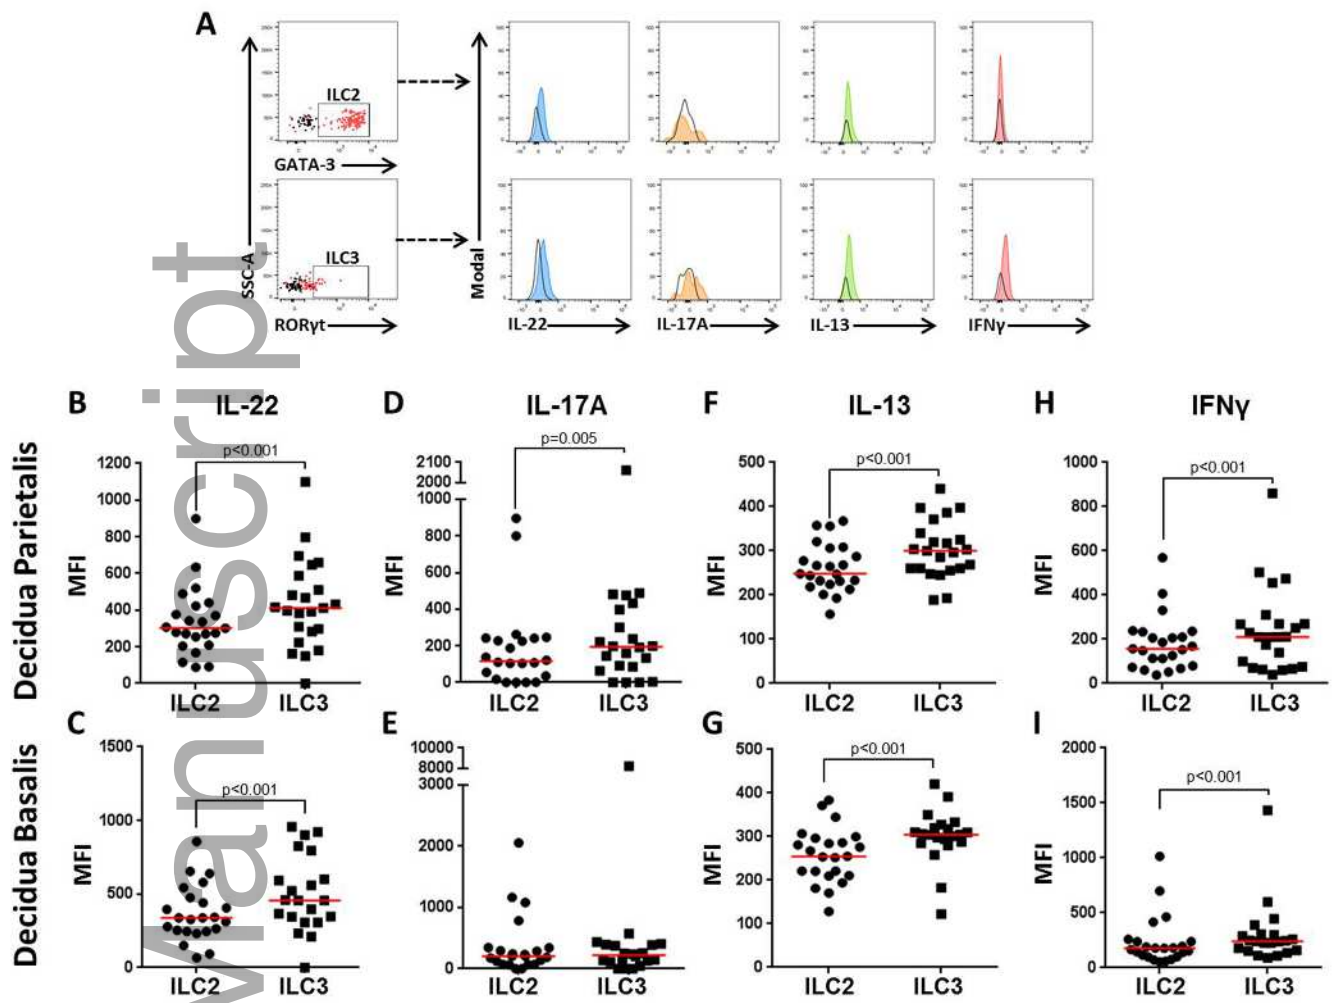 A
ILC2
GATA-3
ILC3
SSC-A
RORγt
Modal
IL-22
IL-17A
IL-13
IFNγ
Manuscript
Decidua Parietalis
B
IL-22
p<0.001
MFI
1200
1000
800
600
400
200
0
ILC2
ILC3
D
IL-17A
p=0.005
MFI
2100
2000
1000
800
600
400
200
0
ILC2
ILC3
F
IL-13
p<0.001
MFI
500
400
300
200
100
0
ILC2
ILC3
H
IFNγ
p<0.001
MFI
1000
800
600
400
200
0
ILC2
ILC3
Decidua Basalis
C
p<0.001
MFI
1500
1000
500
0
ILC2
ILC3
E
MFI
10000
8000
3000
2000
1000
0
ILC2
ILC3
G
p<0.001
MFI
500
400
300
200
100
0
ILC2
ILC3
I
p<0.001
MFI
2000
1500
1000
500
0
ILC2
ILC3